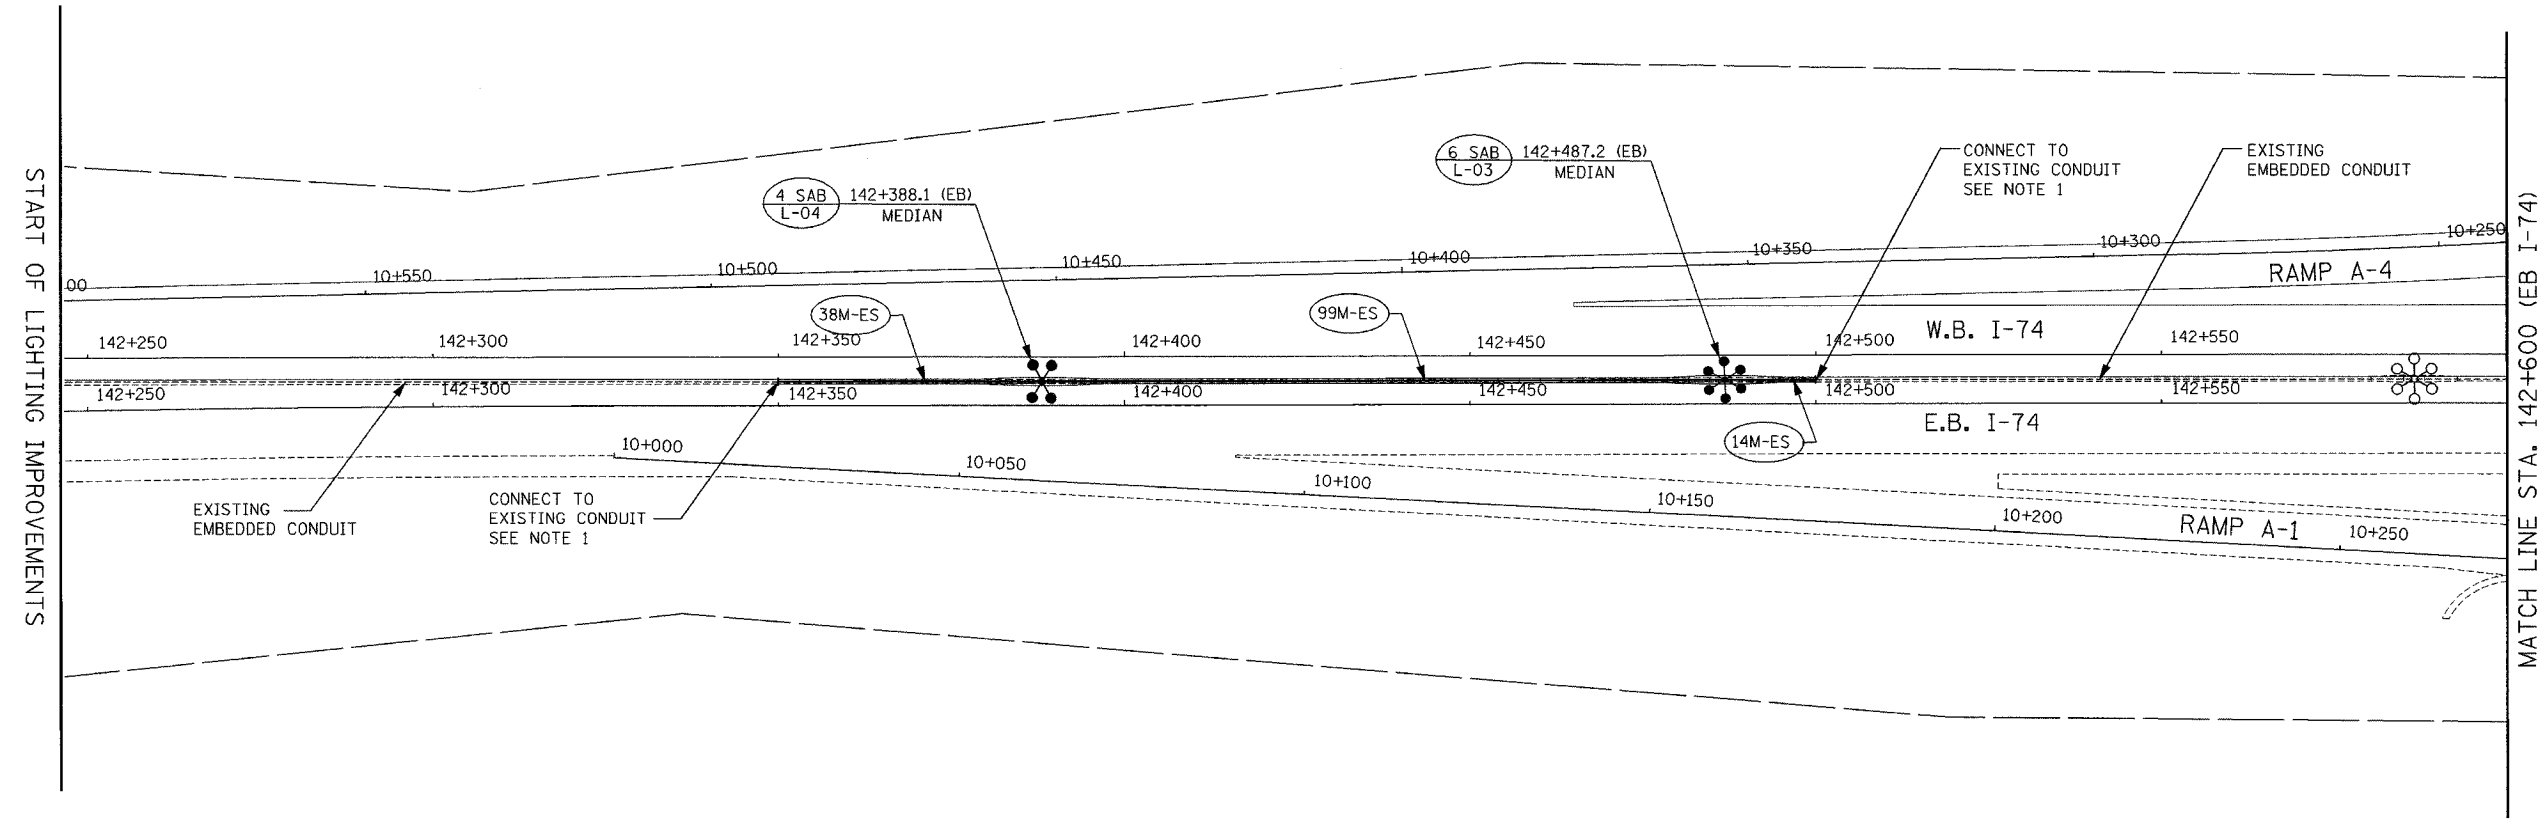 START OF LIGHTING IMPROVEMENTS
4 SAB
L-04
142+388.1 (EB)
MEDIAN
6 SAB
L-03
142+487.2 (EB)
MEDIAN
CONNECT TO
EXISTING CONDUIT
SEE NOTE 1
EXISTING
EMBEDDED CONDUIT
00
10+550
10+500
10+450
10+400
10+350
10+300
10+250
RAMP A-4
38M-ES
99M-ES
W.B. I-74
142+250
142+300
142+350
142+400
142+450
142+500
142+550
142+250
142+300
142+350
142+400
142+450
142+500
142+550
E.B. I-74
14M-ES
10+000
10+050
10+100
10+150
10+200
10+250
RAMP A-1
EXISTING
EMBEDDED CONDUIT
CONNECT TO
EXISTING CONDUIT
SEE NOTE 1
MATCH LINE STA. 142+600 (EB I-74)